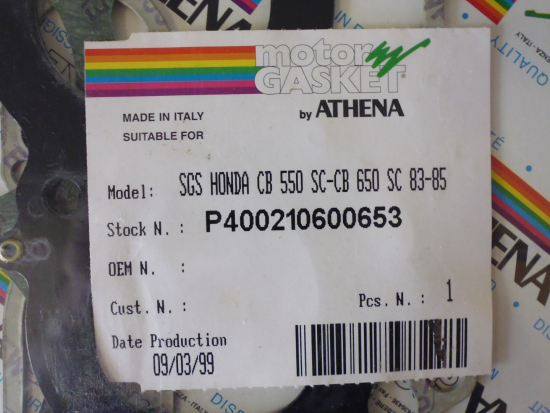 motor
GASKET
by ATHENA
MADE IN ITALY
SUITABLE FOR
Model: SGS HONDA CB 550 SC-CB 650 SC 83-85
Stock N. : P400210600653
OEM N. :
Cust. N. :
Pcs. N. : 1
Date Production
09/03/99
QUALITY